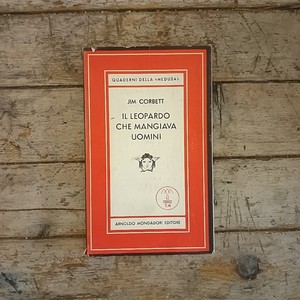 QUADERNI DELLA «MEDUSA»
JIM CORBETT
IL LEOPARDO
CHE MANGIAVA
UOMINI
ARNOLDO MONDADORI EDITORE